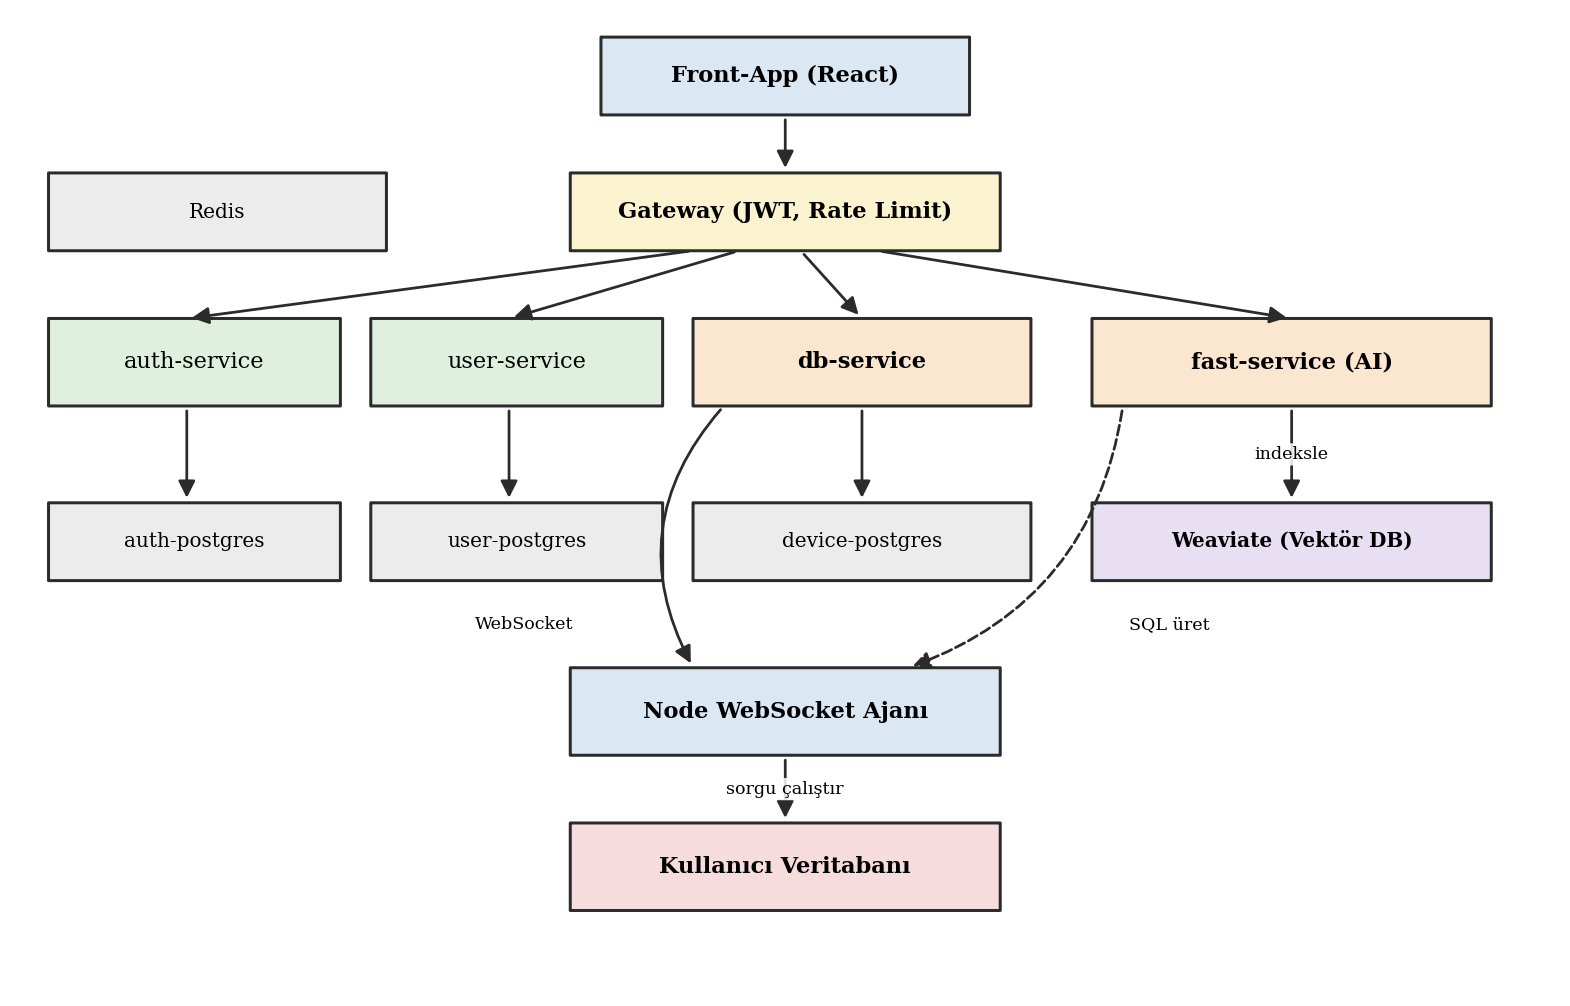 Front-App (React)
Redis
Gateway (JWT, Rate Limit)
auth-service
user-service
db-service
fast-service (AI)
indeksle
auth-postgres
user-postgres
device-postgres
Weaviate (Vektör DB)
WebSocket
SQL üret
Node WebSocket Ajanı
sorgu çalıştır
Kullanıcı Veritabanı